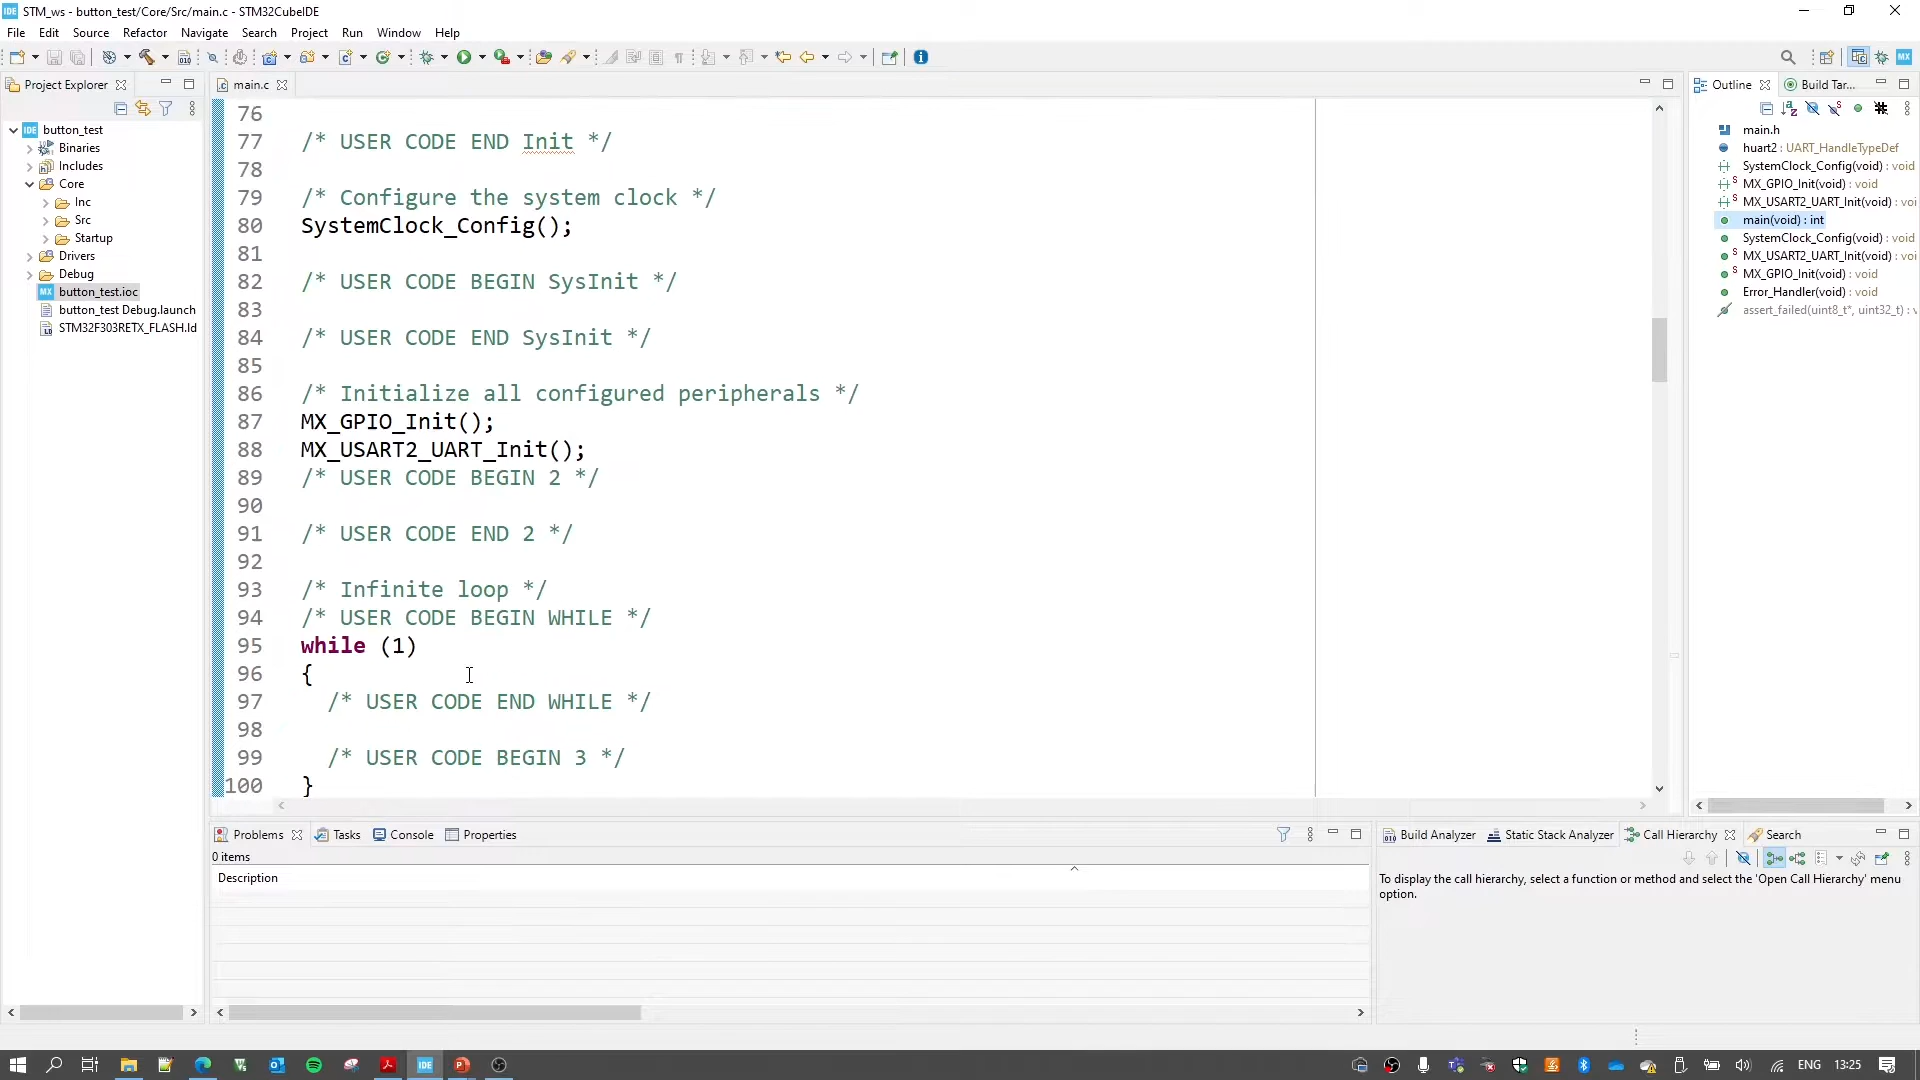 STM_ws - button_test/Core/Src/main.c - STM32CubeIDE
File Edit Source Refactor Navigate Search Project Run Window Help
Project Explorer
main.c
Outline
Build Tar...
button_test
Binaries
Includes
Core
Inc
Src
Startup
Drivers
Debug
button_test.ioc
button_test Debug.launch
STM32F303RETX_FLASH.ld
76
77 /* USER CODE END Init */
78
79 /* Configure the system clock */
80 SystemClock_Config();
81
82 /* USER CODE BEGIN SysInit */
83
84 /* USER CODE END SysInit */
85
86 /* Initialize all configured peripherals */
87 MX_GPIO_Init();
88 MX_USART2_UART_Init();
89 /* USER CODE BEGIN 2 */
90
91 /* USER CODE END 2 */
92
93 /* Infinite loop */
94 /* USER CODE BEGIN WHILE */
95 while (1)
96 {
97 /* USER CODE END WHILE */
98
99 /* USER CODE BEGIN 3 */
100 }
main.h
huart2 : UART_HandleTypeDef
SystemClock_Config(void) : void
MX_GPIO_Init(void) : void
MX_USART2_UART_Init(void) : voi
main(void) : int
SystemClock_Config(void) : void
MX_USART2_UART_Init(void) : voi
MX_GPIO_Init(void) : void
Error_Handler(void) : void
assert_failed(uint8_t*, uint32_t) : v
Problems
Tasks
Console
Properties
0 items
Description
Build Analyzer
Static Stack Analyzer
Call Hierarchy
Search
To display the call hierarchy, select a function or method and select the 'Open Call Hierarchy' menu
option.
ENG 13:25